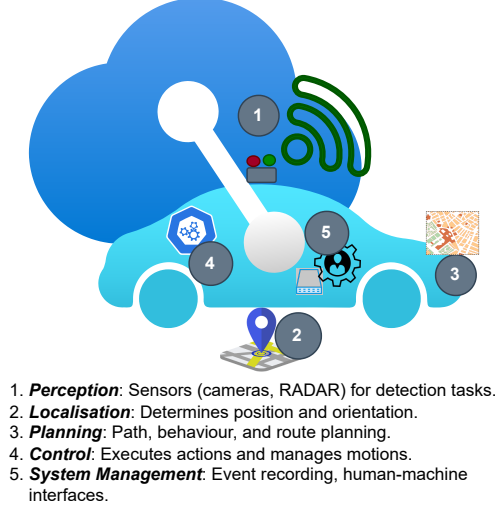 1
5
4
3
2
1. Perception: Sensors (cameras, RADAR) for detection tasks.
2. Localisation: Determines position and orientation.
3. Planning: Path, behaviour, and route planning.
4. Control: Executes actions and manages motions.
5. System Management: Event recording, human-machine
interfaces.